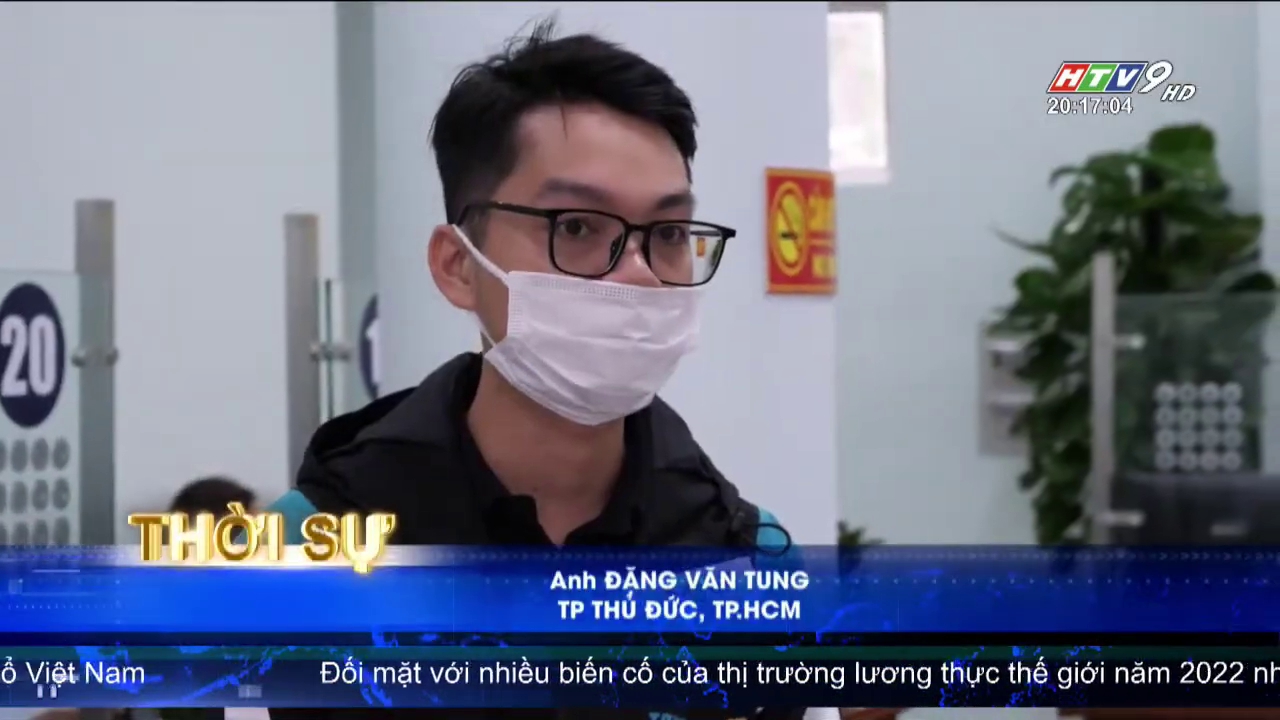 HTV9 HD
20:17:04
20
THỜI SỰ
Anh ĐẶNG VĂN TUNG
TP THỦ ĐỨC, TP.HCM
ổ Việt Nam
Đối mặt với nhiều biến cố của thị trường lương thực thế giới năm 2022 nh